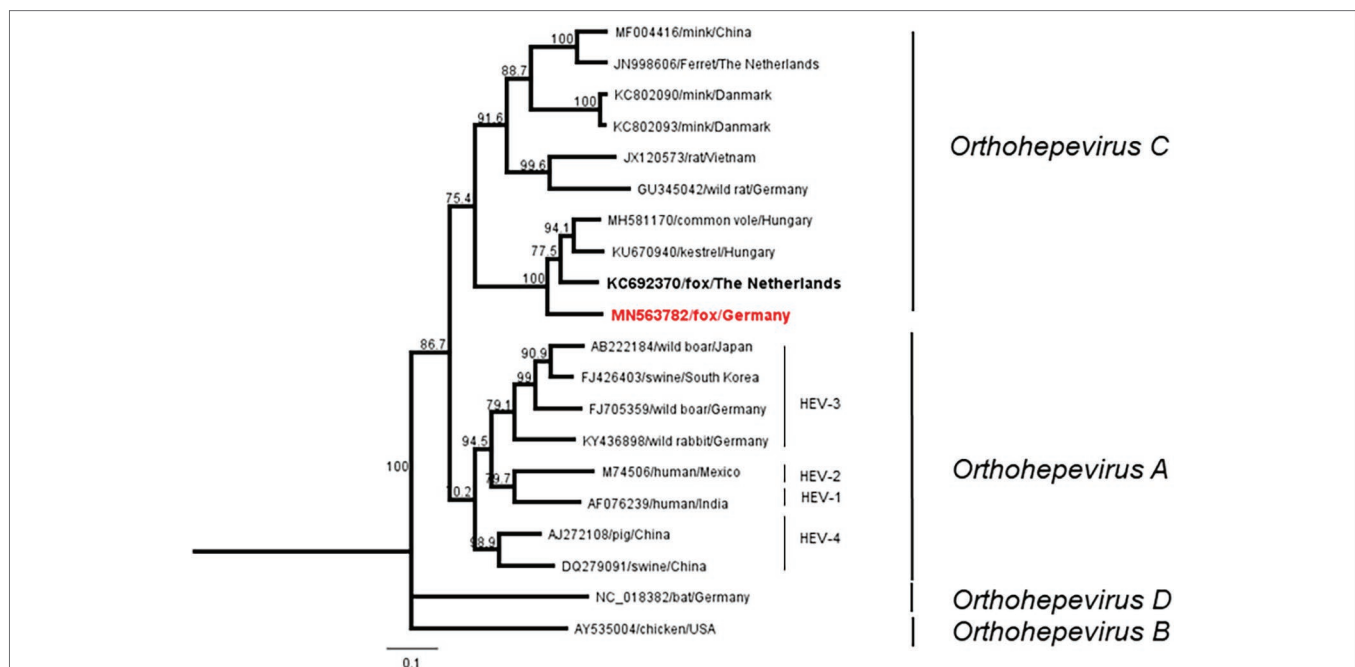 MF004416/mink/China
100
JN998606/Ferret/The Netherlands
88.7
KC802090/mink/Danmark
100
KC802093/mink/Danmark
91.6
Orthohepevirus C
JX120573/rat/Vietnam
99.6
GU345042/wild rat/Germany
75.4
MH581170/common vole/Hungary
94.1
KU670940/kestrel/Hungary
77.5
KC692370/fox/The Netherlands
100
MN563782/fox/Germany
86.7
AB222184/wild boar/Japan
90.9
FJ426403/swine/South Korea
99
HEV-3
FJ705359/wild boar/Germany
79.1
KY436898/wild rabbit/Germany
94.5
100
M74506/human/Mexico
HEV-2
Orthohepevirus A
79.7
AF076239/human/India
HEV-1
70.2
AJ272108/pig/China
HEV-4
98.9
DQ279091/swine/China
NC_018382/bat/Germany
Orthohepevirus D
AY535004/chicken/USA
Orthohepevirus B
0.1